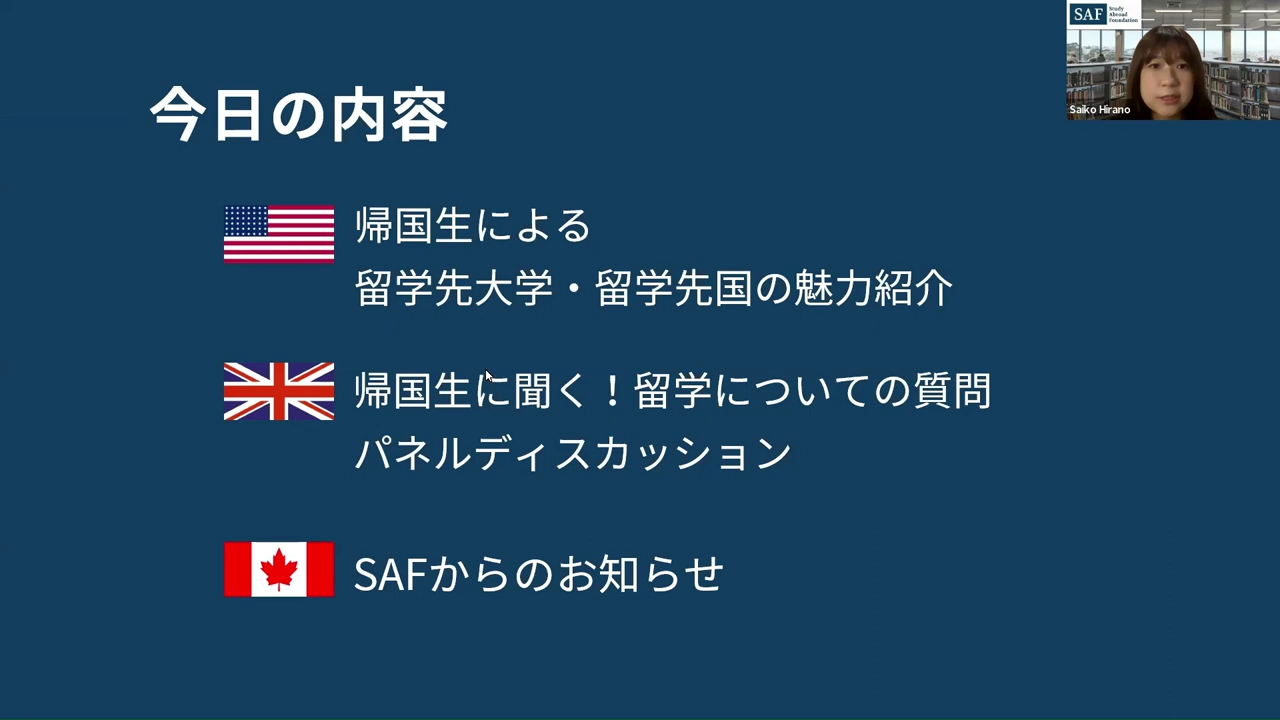 今日の内容
帰国生による
留学先大学・留学先国の魅力紹介
帰国生に聞く！留学についての質問
パネルディスカッション
SAFからのお知らせ
SAF
Study
Abroad
Foundation
Saiko Hirano